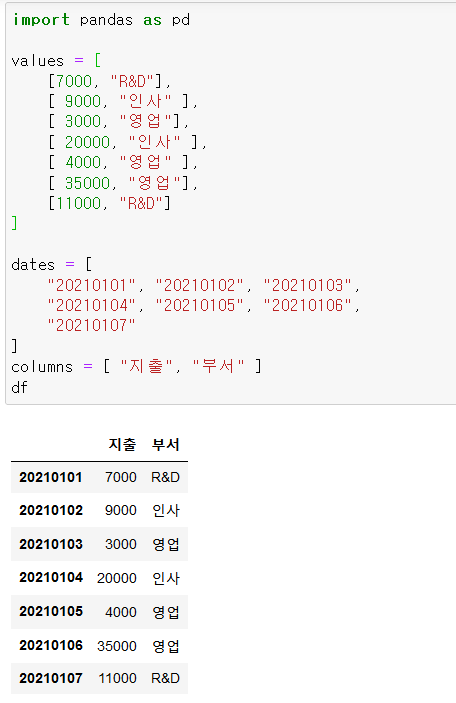 import pandas as pd
values = [
[7000, "R&D"],
[ 9000, "인사" ],
[ 3000, "영업"],
[ 20000, "인사" ],
[ 4000, "영업" ],
[ 35000, "영업"],
[11000, "R&D"]
]
dates = [
"20210101", "20210102", "20210103",
"20210104", "20210105", "20210106",
"20210107"
]
columns = [ "지출", "부서" ]
df
지출 부서
20210101 7000 R&D
20210102 9000 인사
20210103 3000 영업
20210104 20000 인사
20210105 4000 영업
20210106 35000 영업
20210107 11000 R&D